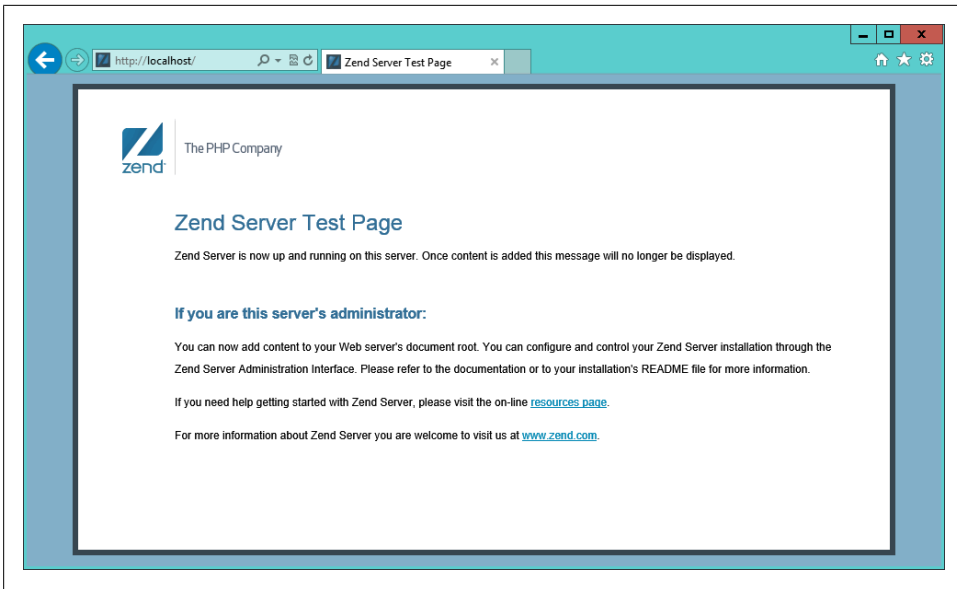 http://localhost/
Zend Server Test Page
zend
The PHP Company
Zend Server Test Page
Zend Server is now up and running on this server. Once content is added this message will no longer be displayed.
If you are this server's administrator:
You can now add content to your Web server's document root. You can configure and control your Zend Server installation through the
Zend Server Administration Interface. Please refer to the documentation or to your installation's README file for more information.
If you need help getting started with Zend Server, please visit the on-line resources page.
For more information about Zend Server you are welcome to visit us at www.zend.com.